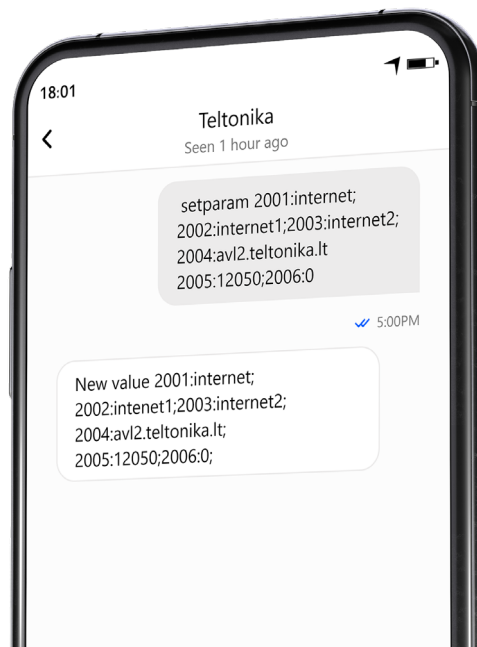 18:01
Teltonika
Seen 1 hour ago
setparam 2001:internet;
2002:internet1;2003:internet2;
2004:avl2.teltonika.lt
2005:12050;2006:0
5:00PM
New value 2001:internet;
2002:intenet1;2003:internet2;
2004:avl2.teltonika.lt;
2005:12050;2006:0;